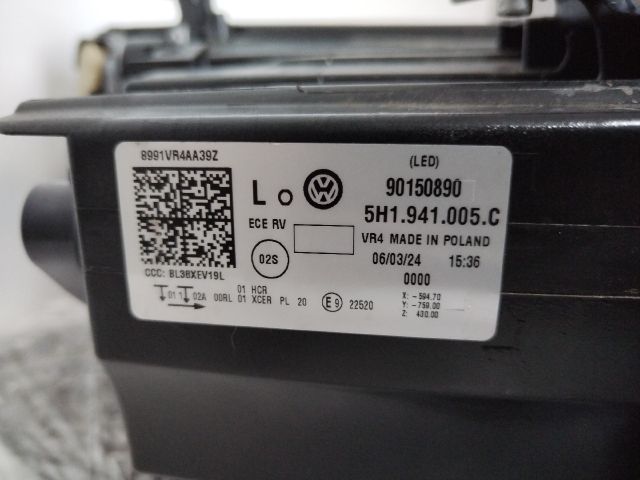 8991VR4AA39Z
(LED)
L o
90150890
5H1.941.005.C
ECE RV
VR4 MADE IN POLAND
02S
06/03/24 15:36
0000
CCC: BL38XEV19L
X: -594.70
Y: -759.00
Z: 430.00
01 1 02A 00RL 01 HCR
01 XCER PL 20 E9 22520